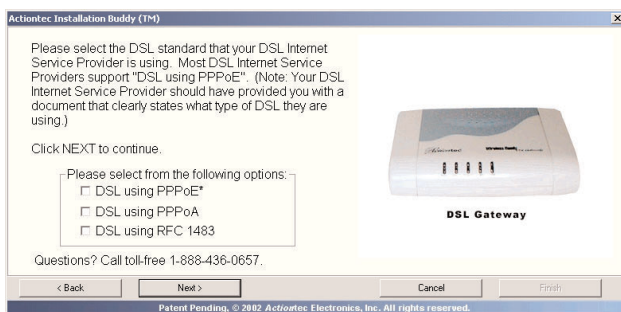 Actiontec Installation Buddy (TM)
Please select the DSL standard that your DSL Internet
Service Provider is using. Most DSL Internet Service
Providers support "DSL using PPPoE". (Note: Your DSL
Internet Service Provider should have provided you with a
document that clearly states what type of DSL they are
using.)
Click NEXT to continue.
Please select from the following options:
DSL using PPPoE*
DSL using PPPoA
DSL using RFC 1483
Questions? Call toll-free 1-888-436-0657.
Actiontec
Wireless Ready
DSL Gateway
< Back
Next >
Cancel
Finish
Patent Pending, © 2002 Actiontec Electronics, Inc. All rights reserved.